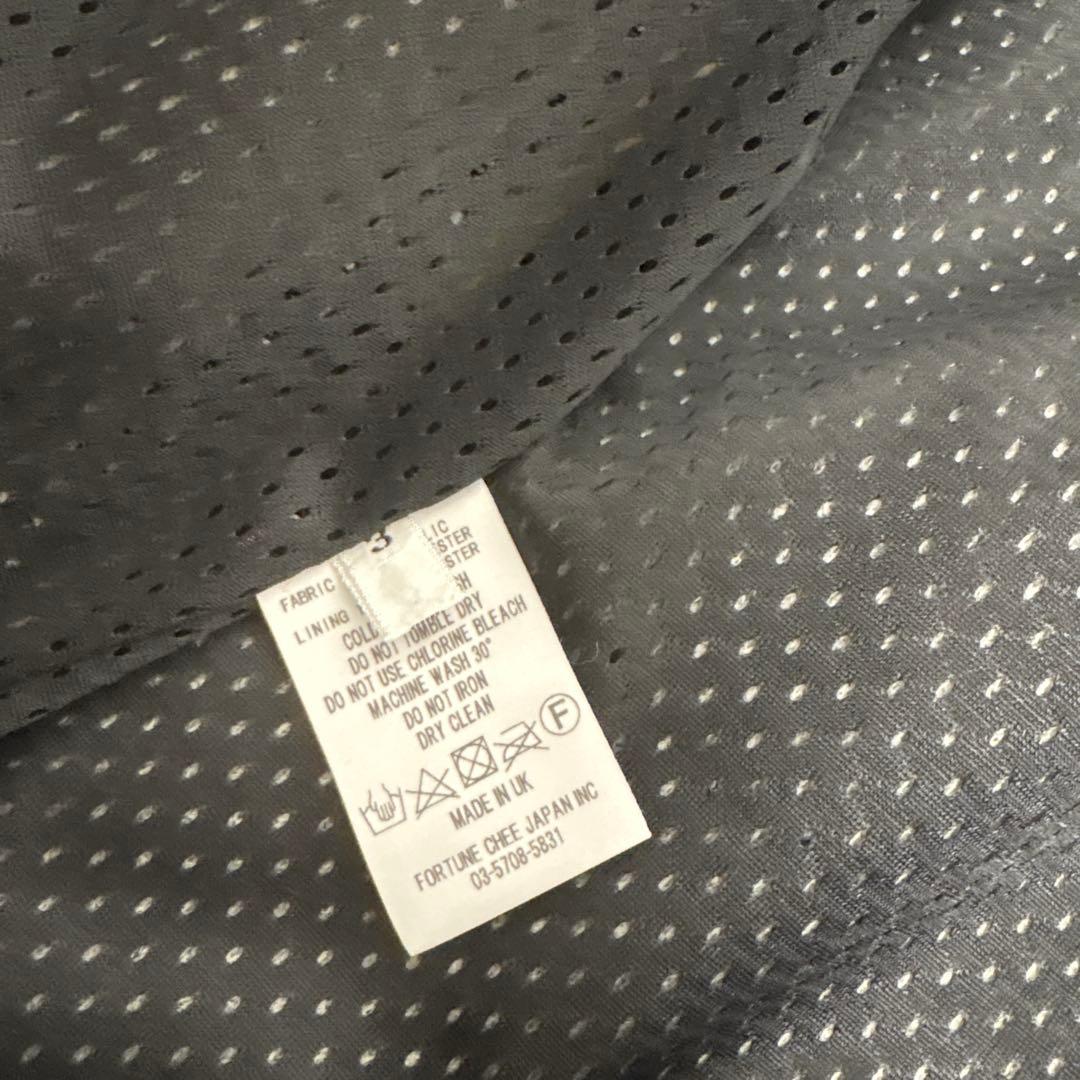 3
FABRIC
LINING
DO NOT TUMBLE DRY
DO NOT USE CHLORINE BLEACH
MACHINE WASH 30°
DO NOT IRON
DRY CLEAN
F
MADE IN UK
FORTUNE CHEE JAPAN INC
03-5708-5831